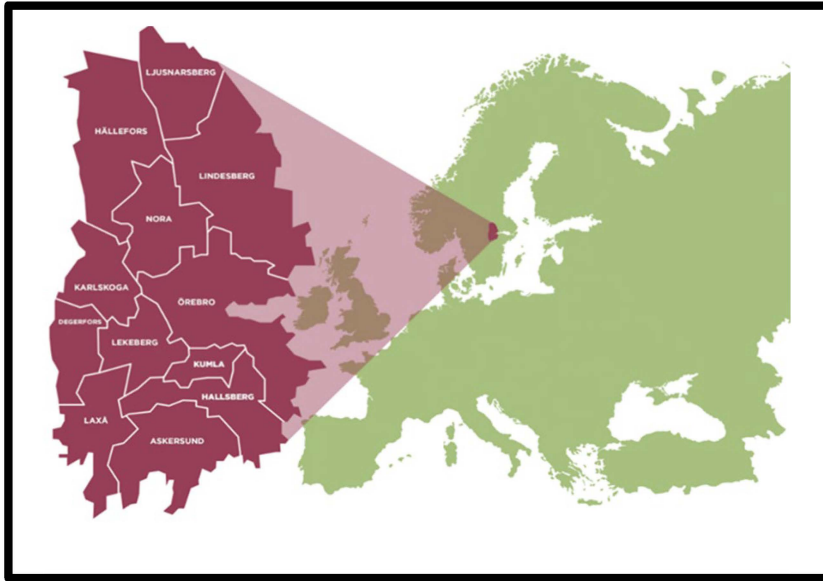 LJUSNARSBERG
HÄLLEFORS
LINDESBERG
NORA
KARLSKOGA
ÖREBRO
DEGERFORS
LEKEBERG
KUMLA
HALLSBERG
LAXÅ
ASKERSUND